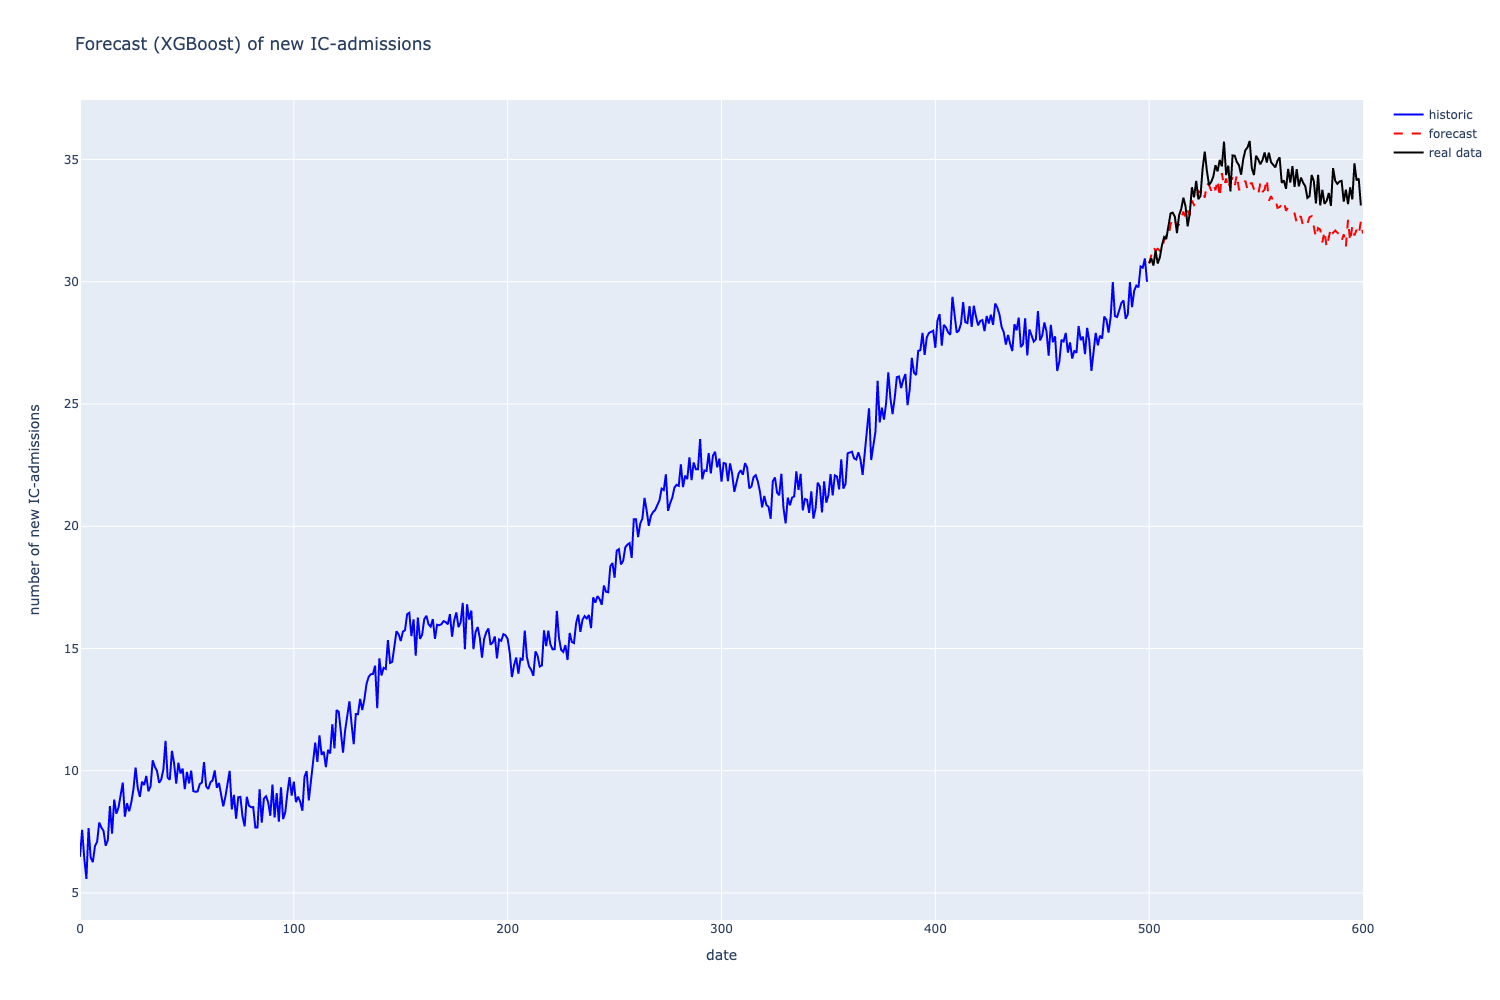 Forecast (XGBoost) of new IC-admissions
historic
forecast
real data
35
30
25
20
15
10
5
number of new IC-admissions
0
100
200
300
400
500
600
date